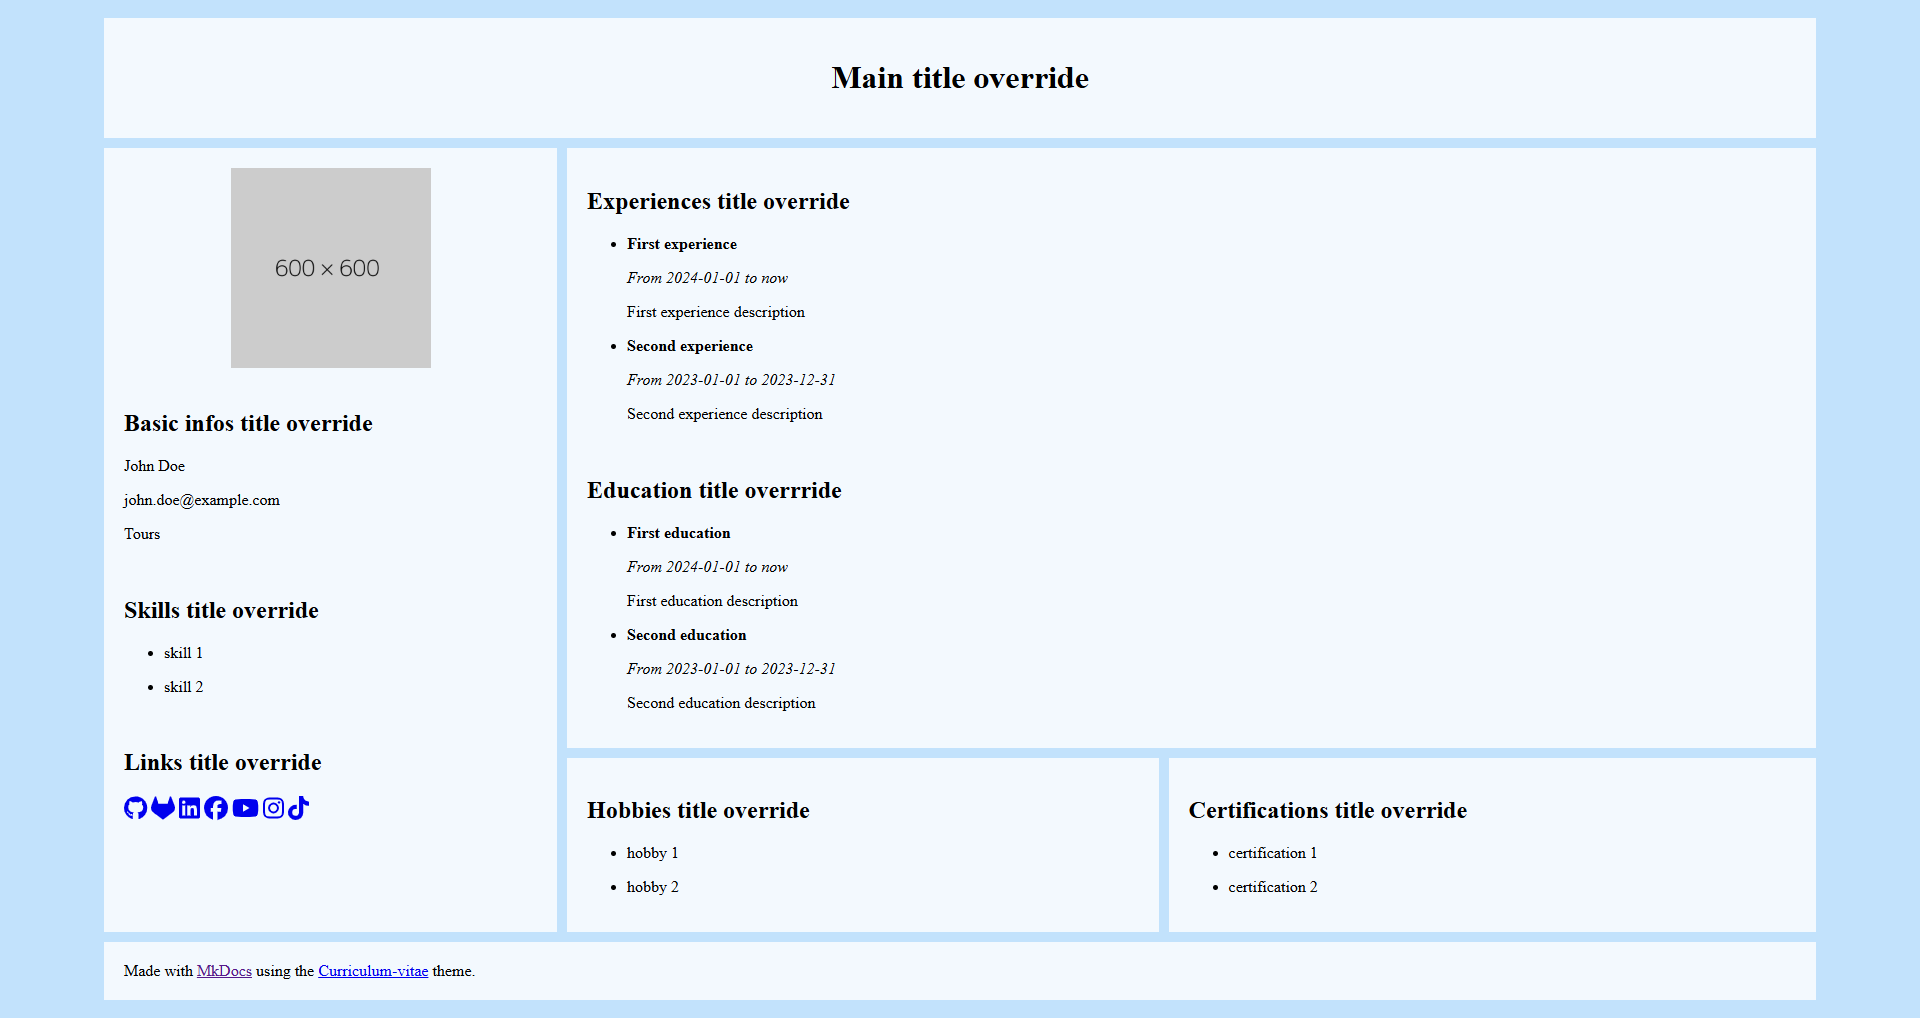 Main title override
600 × 600
Basic infos title override
John Doe
john.doe@example.com
Tours
Skills title override
skill 1
skill 2
Links title override
Experiences title override
First experience
From 2024-01-01 to now
First experience description
Second experience
From 2023-01-01 to 2023-12-31
Second experience description
Education title overrride
First education
From 2024-01-01 to now
First education description
Second education
From 2023-01-01 to 2023-12-31
Second education description
Hobbies title override
hobby 1
hobby 2
Certifications title override
certification 1
certification 2
Made with MkDocs using the Curriculum-vitae theme.